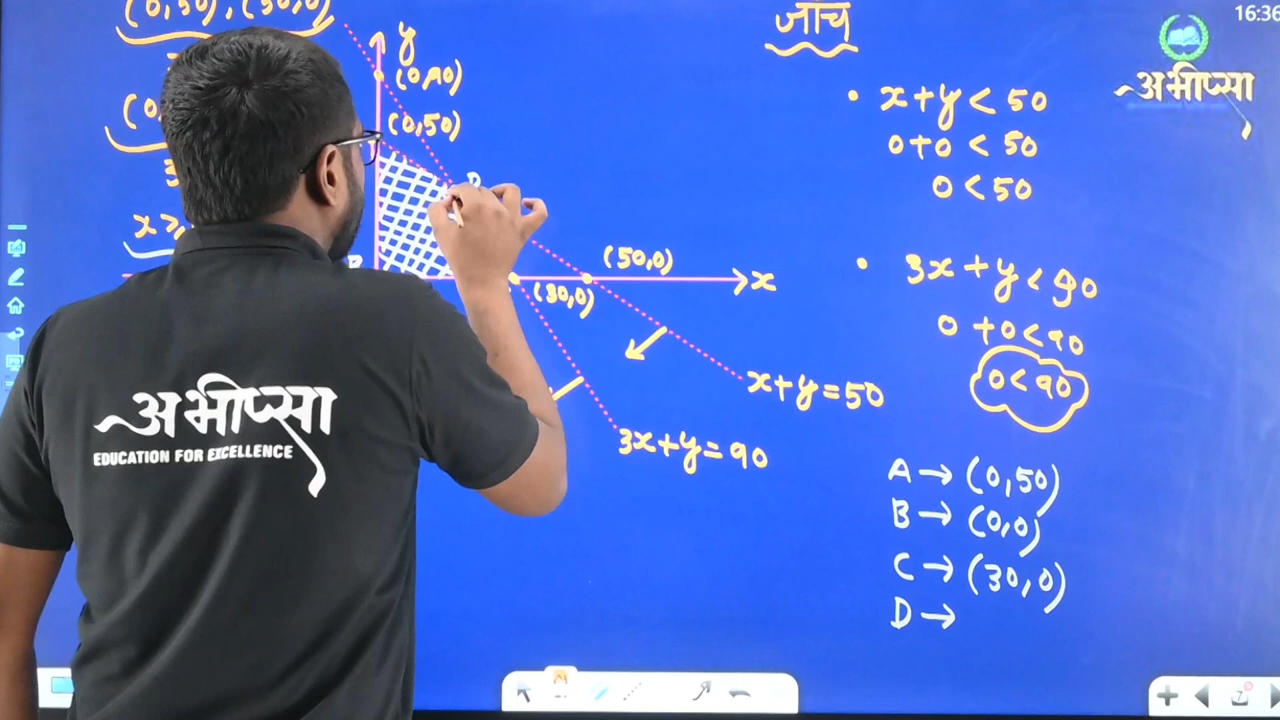 (0,50), (30,0)
जाँच
16:36
अभीप्सा
y
(0,90)
(0,50)
x
(50,0)
(30,0)
x+y=50
3x+y=90
• x+y < 50
0+0 < 50
0 < 50
• 3x+y<90
0+0<90
0<90
A → (0,50)
B → (0,0)
C → (30,0)
D →
अभीप्सा
EDUCATION FOR EXCELLENCE